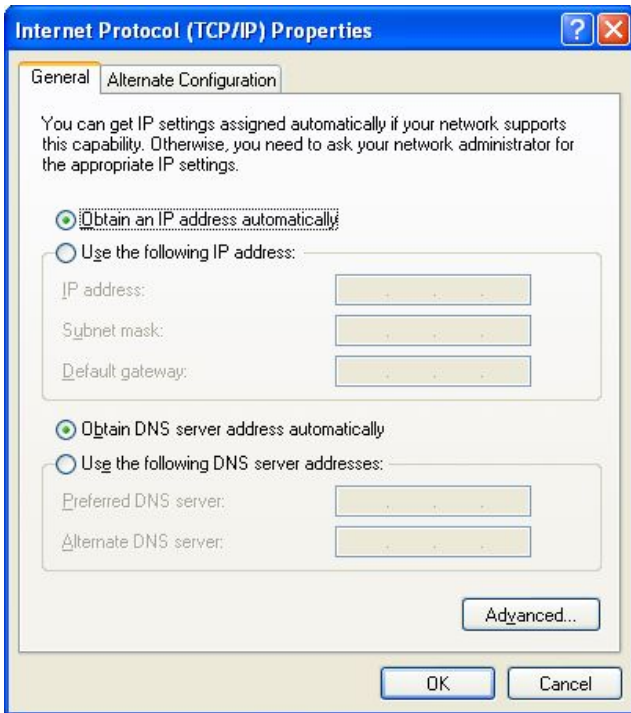 Internet Protocol (TCP/IP) Properties
General
Alternate Configuration
You can get IP settings assigned automatically if your network supports
this capability. Otherwise, you need to ask your network administrator for
the appropriate IP settings.
Obtain an IP address automatically
Use the following IP address:
IP address:
Subnet mask:
Default gateway:
Obtain DNS server address automatically
Use the following DNS server addresses:
Preferred DNS server:
Alternate DNS server:
Advanced...
OK
Cancel